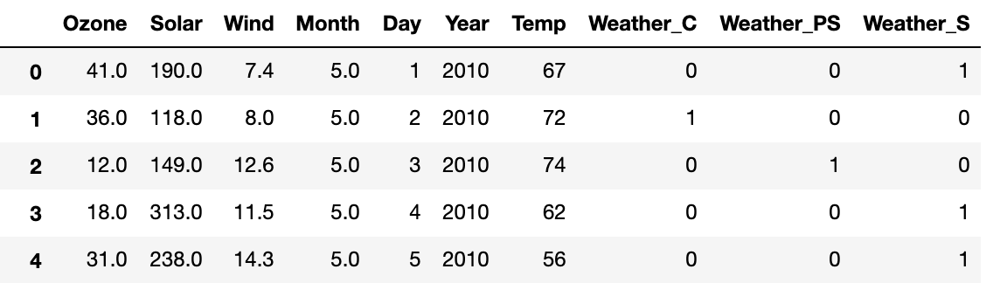 Ozone Solar Wind Month Day Year Temp Weather_C Weather_PS Weather_S
0 41.0 190.0 7.4 5.0 1 2010 67 0 0 1
1 36.0 118.0 8.0 5.0 2 2010 72 1 0 0
2 12.0 149.0 12.6 5.0 3 2010 74 0 1 0
3 18.0 313.0 11.5 5.0 4 2010 62 0 0 1
4 31.0 238.0 14.3 5.0 5 2010 56 0 0 1